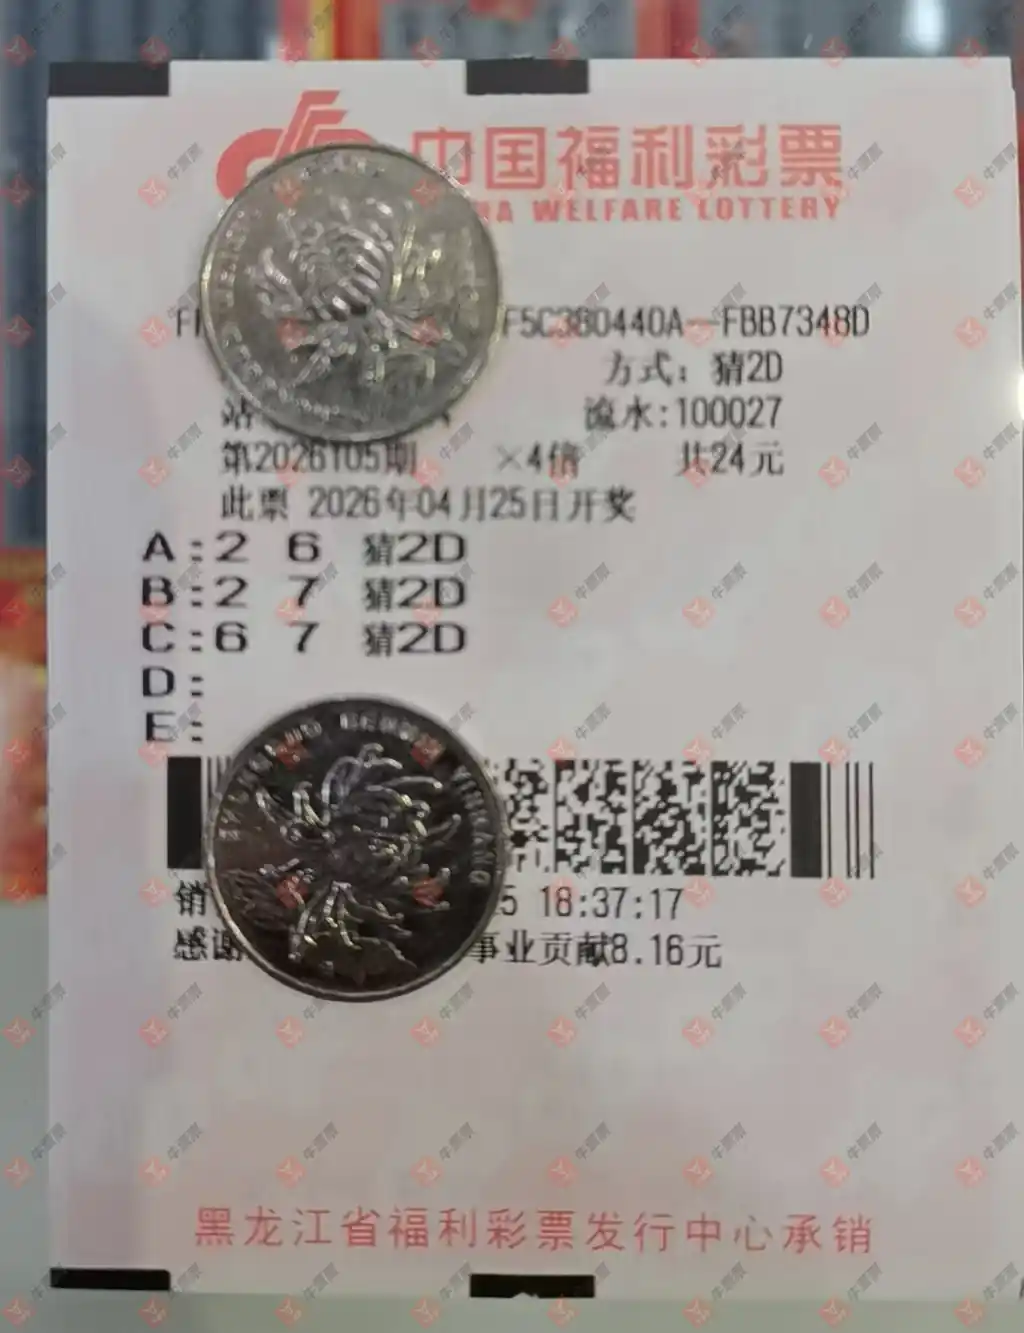 中国福利彩票
NA WELFARE LOTTERY
F5C380440A—FBB7348D
方式：猜2D
站 流水:100027
第2026105期 ×4倍 共24元
此票 2026年04月25日开奖
A:2 6 猜2D
B:2 7 猜2D
C:6 7 猜2D
D:
E:
销 5 18:37:17
感谢 事业贡献8.16元
黑龙江省福利彩票发行中心承销